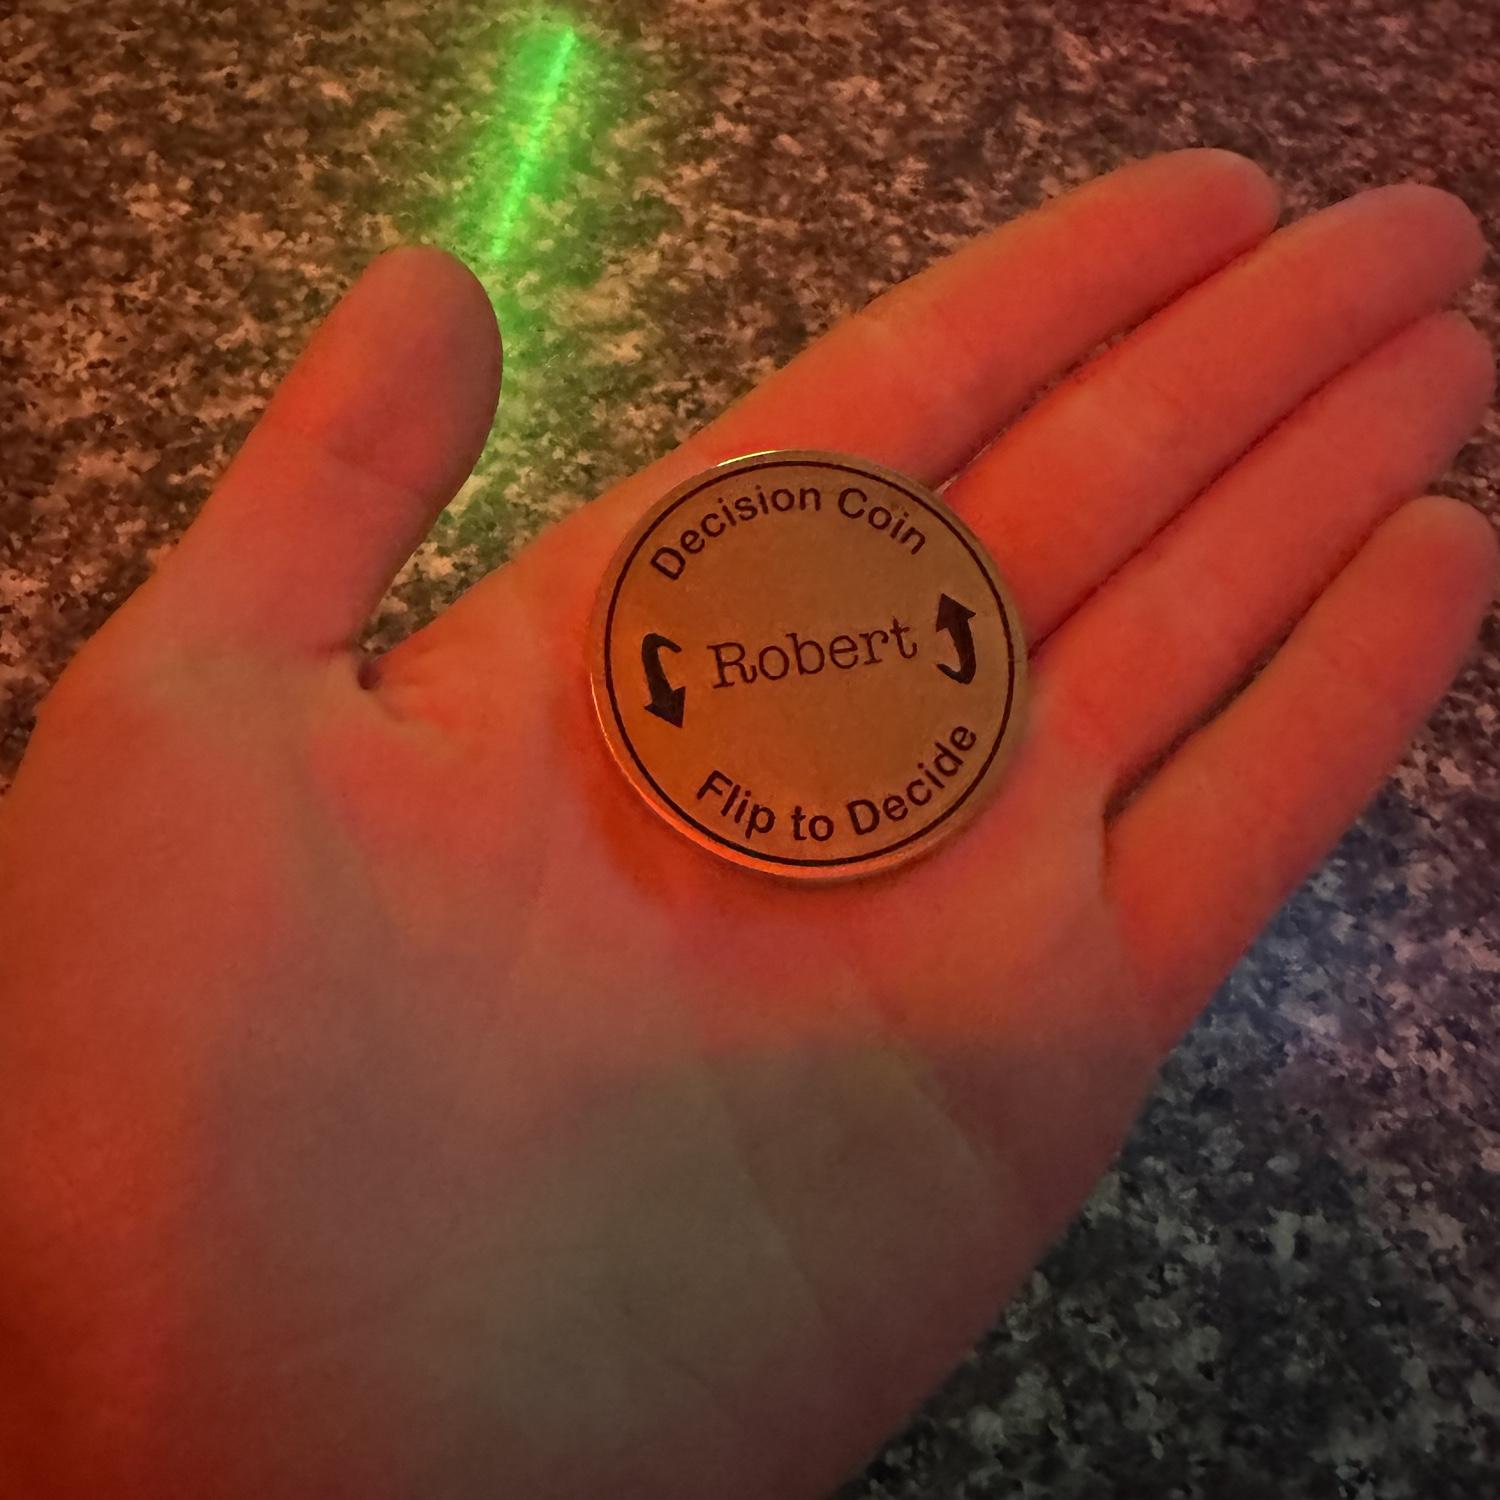 Decision Coin
Robert
Flip to Decide